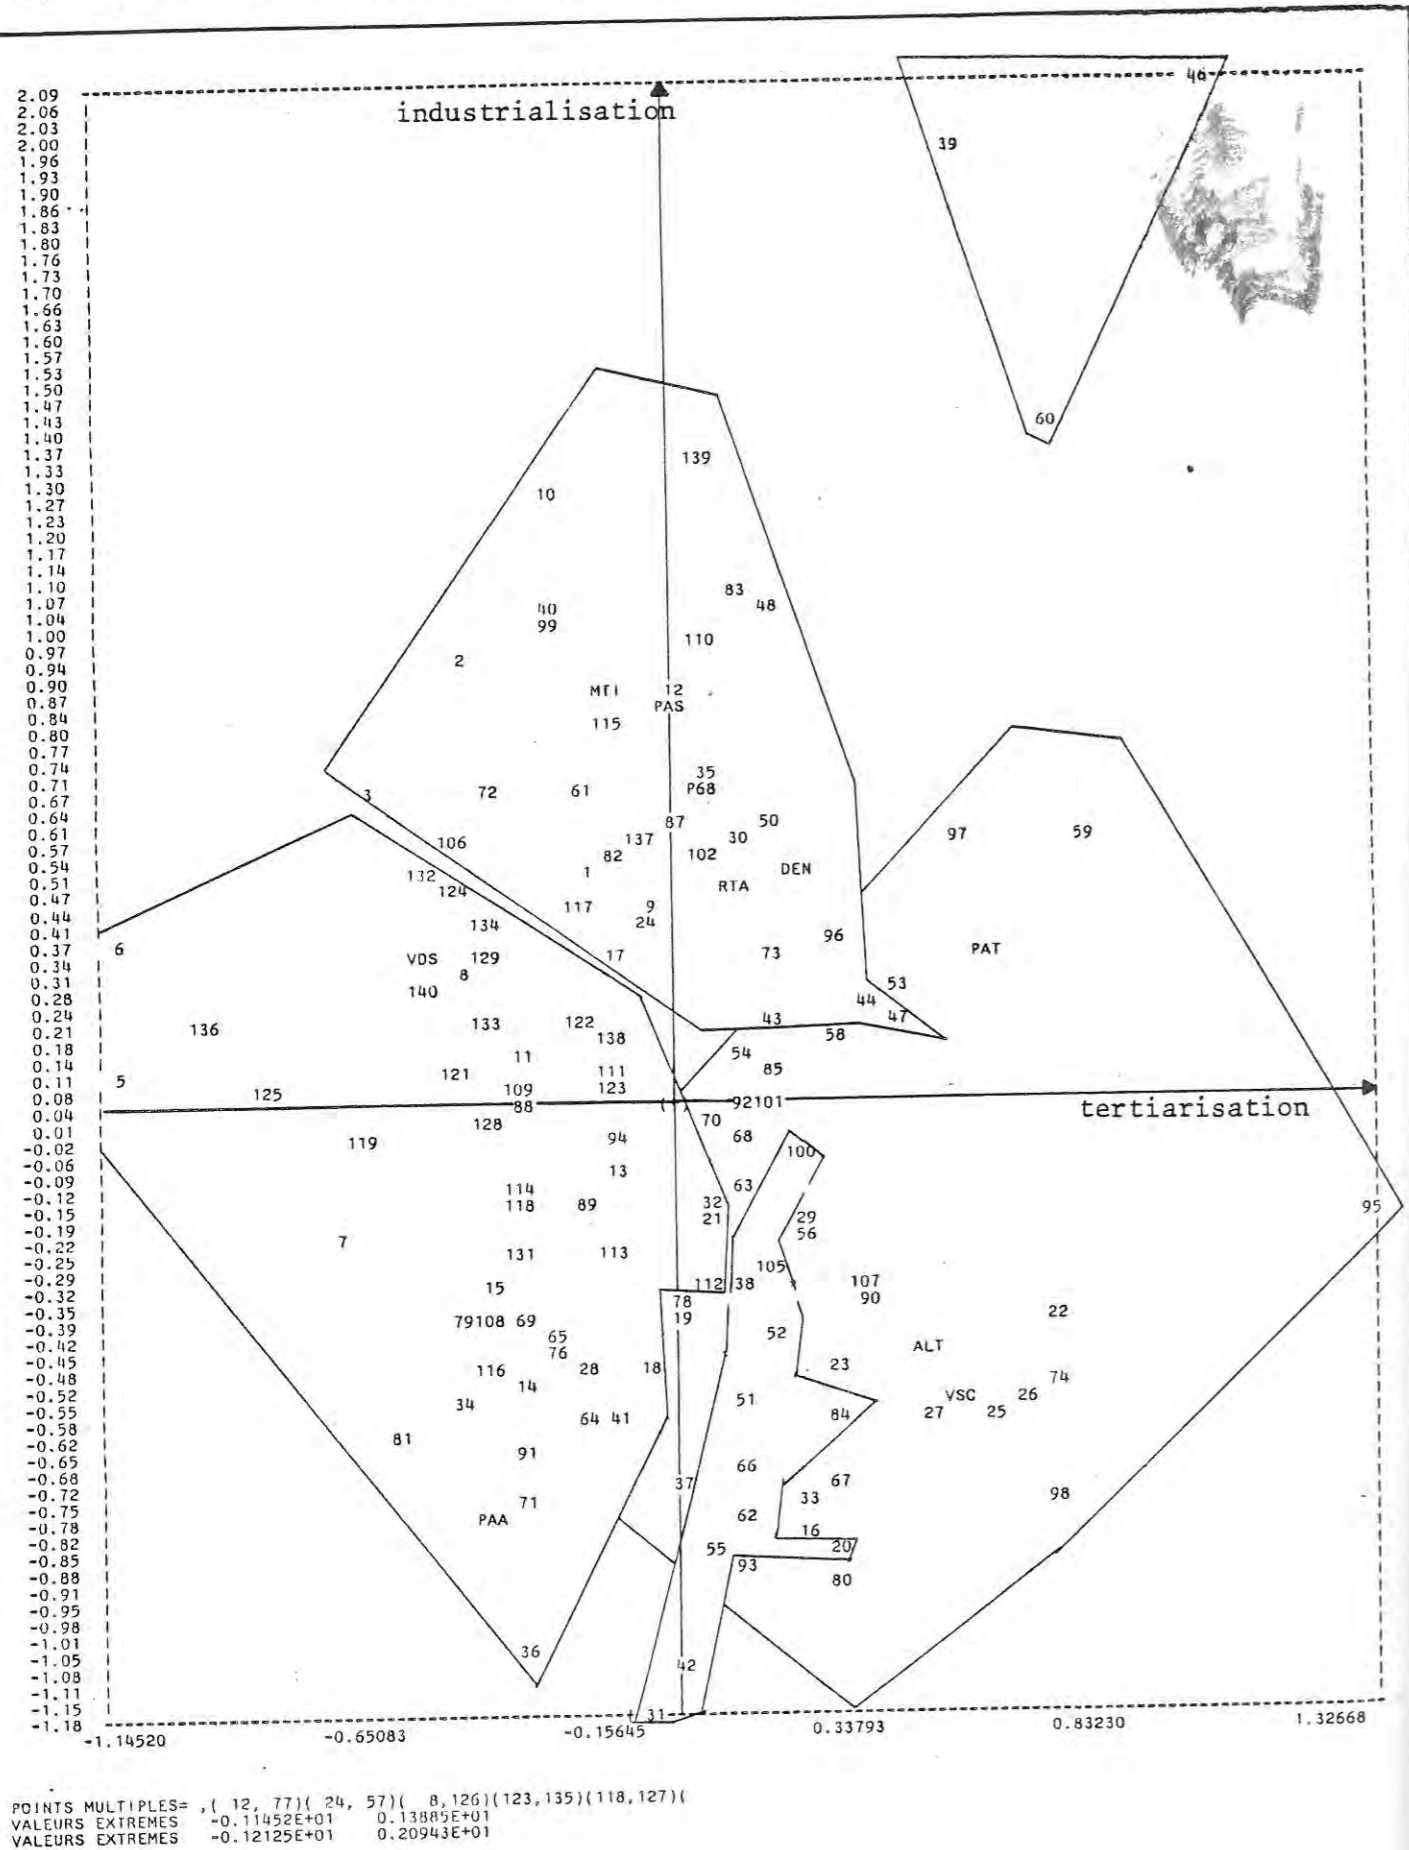 2.09 46
2.06 industrialisation
2.03
2.00 39
1.96
1.93
1.90
1.86
1.83
1.80
1.76
1.73
1.70
1.66
1.63
1.60
1.57
1.53
1.50
1.47
1.43 60
1.40
1.37 139
1.33
1.30 10
1.27
1.23
1.20
1.17
1.14
1.10 83
1.07 40 48
1.04 99
1.00 110
0.97 2
0.94
0.90 MTI 12
0.87 PAS
0.84 115
0.80
0.77
0.74 35
0.71 3 72 61 P68
0.67
0.64 87 50
0.61 106 137 30 97 59
0.57 82 102
0.54 132 1 DEN
0.51 124 RTA
0.47 117 9
0.44 134 24
0.41 96
0.37 6 17 73 PAT
0.34 VDS 129
0.31 8 53
0.28 140 44
0.24 133 122 43 47
0.21 136 138 58
0.18 11 54
0.14 121 111 85
0.11 5 109 123
0.08 125 88 ( ) 92101 tertiarisation
0.04 128 70
0.01 119 94 68
-0.02 100
-0.06 13
-0.09 114 63
-0.12 118 89 32 95
-0.15 21 29
-0.19 7 56
-0.22 131 113
-0.25 105
-0.29 15 112 38 107
-0.32 78 90
-0.35 79108 69 19 22
-0.39 65 52
-0.42 76 ALT
-0.45 116 28 18 23
-0.48 14 74
-0.52 34 51 VSC 26
-0.55 64 41 84 27 25
-0.58 81
-0.62 91
-0.65 66
-0.68 37 67
-0.72 71 33 98
-0.75 PAA 62
-0.78 16
-0.82 55 20
-0.85 93
-0.88 80
-0.91
-0.95
-0.98
-1.01 36
-1.05 42
-1.08
-1.11
-1.15 31
-1.18
-1.14520 -0.65083 -0.15645 0.33793 0.83230 1.32668
POINTS MULTIPLES= ,( 12, 77)( 24, 57)( 8,126)(123,135)(118,127)(
VALEURS EXTREMES -0.11452E+01 0.13885E+01
VALEURS EXTREMES -0.12125E+01 0.20943E+01